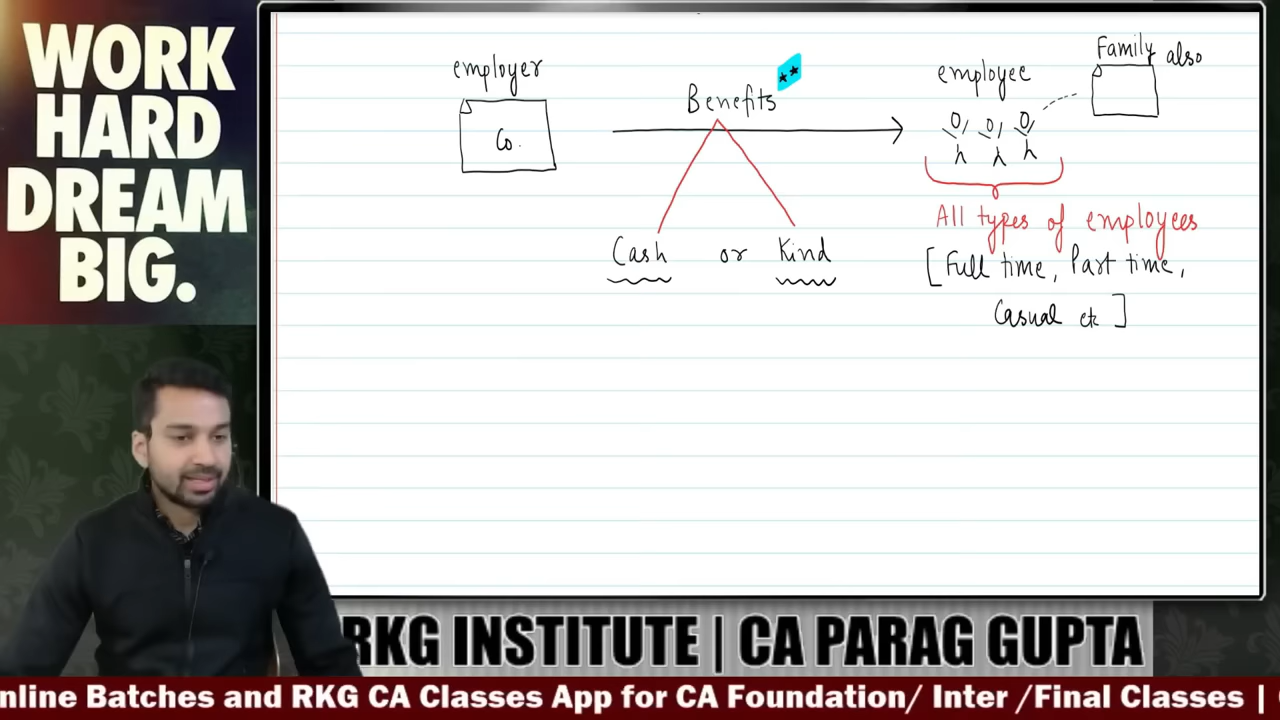 WORK
HARD
DREAM
BIG.
employer
Co.
Benefits
employee
Family also
Cash or Kind
All types of employees
[Full time, Part time,
Casual etc]
RKG INSTITUTE | CA PARAG GUPTA
nline Batches and RKG CA Classes App for CA Foundation/ Inter /Final Classes |